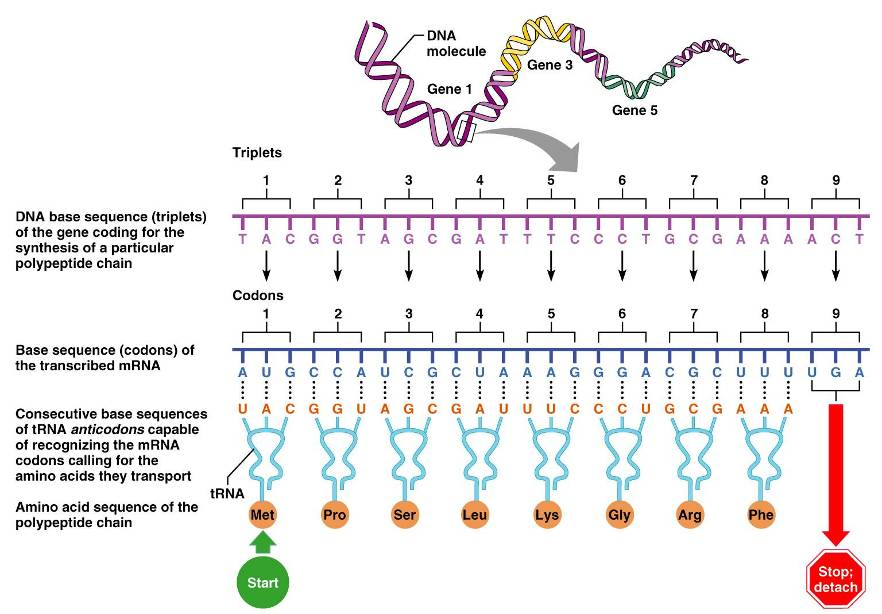 DNA
molecule
Gene 3
Gene 1
Gene 5
Triplets
1 2 3 4 5 6 7 8 9
DNA base sequence (triplets)
of the gene coding for the
synthesis of a particular
polypeptide chain
T A C G G T A G C G A T T T C C C T G C G A A A A C T
Codons
1 2 3 4 5 6 7 8 9
Base sequence (codons) of
the transcribed mRNA
A U G C C A U C G C U A A A G G G A C G C U U U U G A
Consecutive base sequences
of tRNA anticodons capable
of recognizing the mRNA
codons calling for the
amino acids they transport
U A C G G U A G C G A U U U C C C U G C G A A A
tRNA
Amino acid sequence of the
polypeptide chain
Met Pro Ser Leu Lys Gly Arg Phe
Start
Stop;
detach